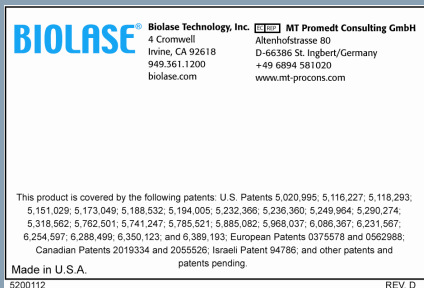 BIOLASE®
Biolase Technology, Inc.
4 Cromwell
Irvine, CA 92618
949.361.1200
biolase.com
EC REP MT Promedt Consulting GmbH
Altenhofstrasse 80
D-66386 St. Ingbert/Germany
+49 6894 581020
www.mt-procons.com
This product is covered by the following patents: U.S. Patents 5,020,995; 5,116,227; 5,118,293;
5,151,029; 5,173,049; 5,188,532; 5,194,005; 5,232,366; 5,236,360; 5,249,964; 5,290,274;
5,318,562; 5,762,501; 5,741,247; 5,785,521; 5,885,082; 5,968,037; 6,086,367; 6,231,567;
6,254,597; 6,288,499; 6,350,123; and 6,389,193; European Patents 0375578 and 0562988;
Canadian Patents 2019334 and 2055526; Israeli Patent 94786; and other patents and
patents pending.
Made in U.S.A.
5200112
REV. D